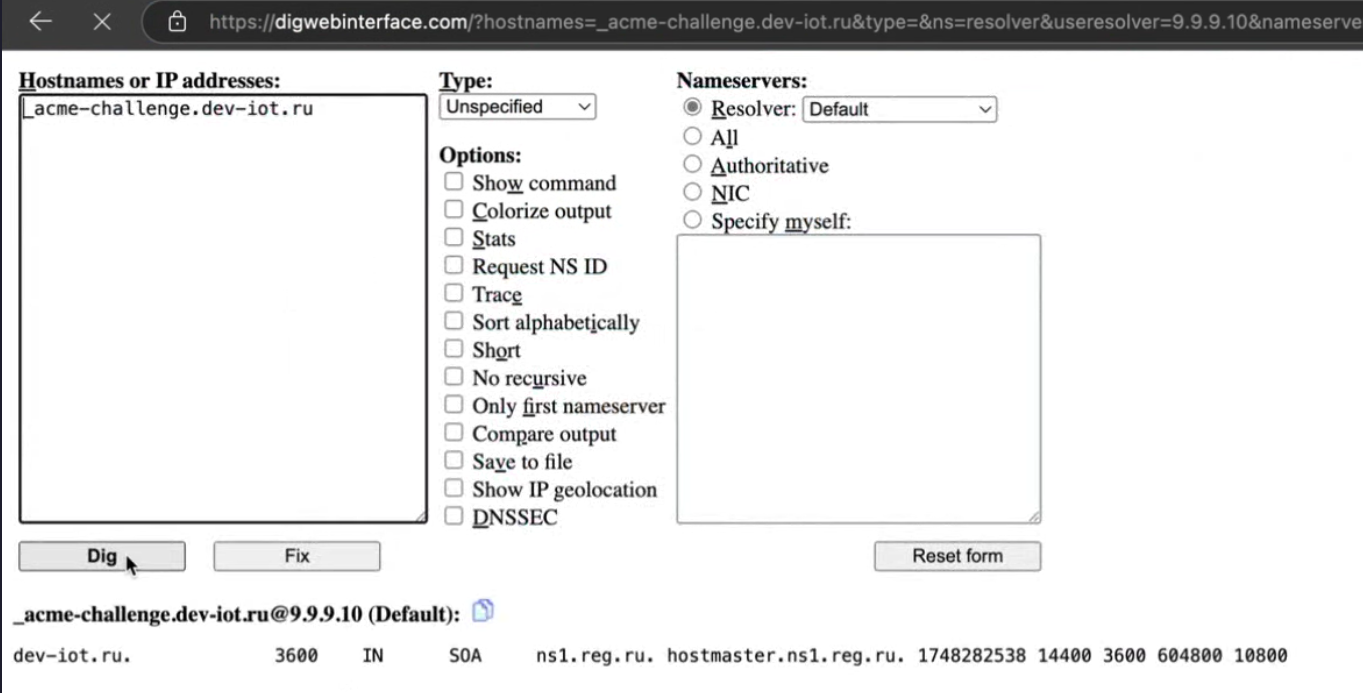 https://digwebinterface.com/?hostnames=_acme-challenge.dev-iot.ru&type=&ns=resolver&useresolver=9.9.9.10&nameserve
Hostnames or IP addresses:
_acme-challenge.dev-iot.ru
Type:
Unspecified
Options:
Show command
Colorize output
Stats
Request NS ID
Trace
Sort alphabetically
Short
No recursive
Only first nameserver
Compare output
Save to file
Show IP geolocation
DNSSEC
Nameservers:
Resolver: Default
All
Authoritative
NIC
Specify myself:
Dig
Fix
Reset form
_acme-challenge.dev-iot.ru@9.9.9.10 (Default):
dev-iot.ru. 3600 IN SOA ns1.reg.ru. hostmaster.ns1.reg.ru. 1748282538 14400 3600 604800 10800